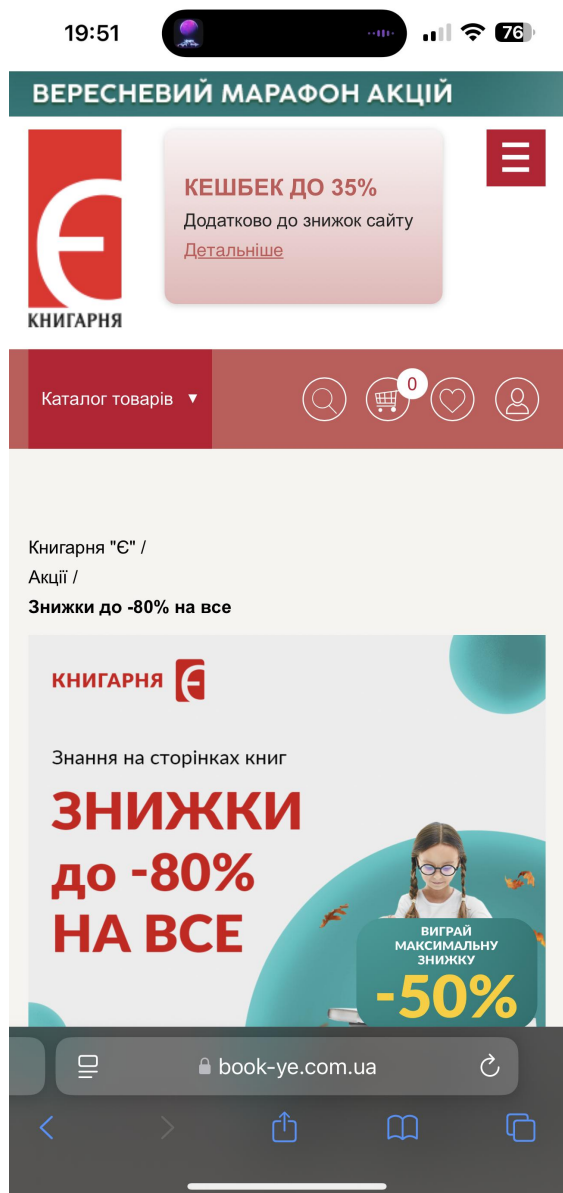 19:51
76
ВЕРЕСНЕВИЙ МАРАФОН АКЦІЙ
Є
КНИГАРНЯ
КЕШБЕК ДО 35%
Додатково до знижок сайту
Детальніше
Каталог товарів ▼
0
Книгарня "Є" /
Акції /
Знижки до -80% на все
КНИГАРНЯ Є
Знання на сторінках книг
ЗНИЖКИ
до -80%
НА ВСЕ
ВИГРАЙ
МАКСИМАЛЬНУ
ЗНИЖКУ
-50%
book-ye.com.ua